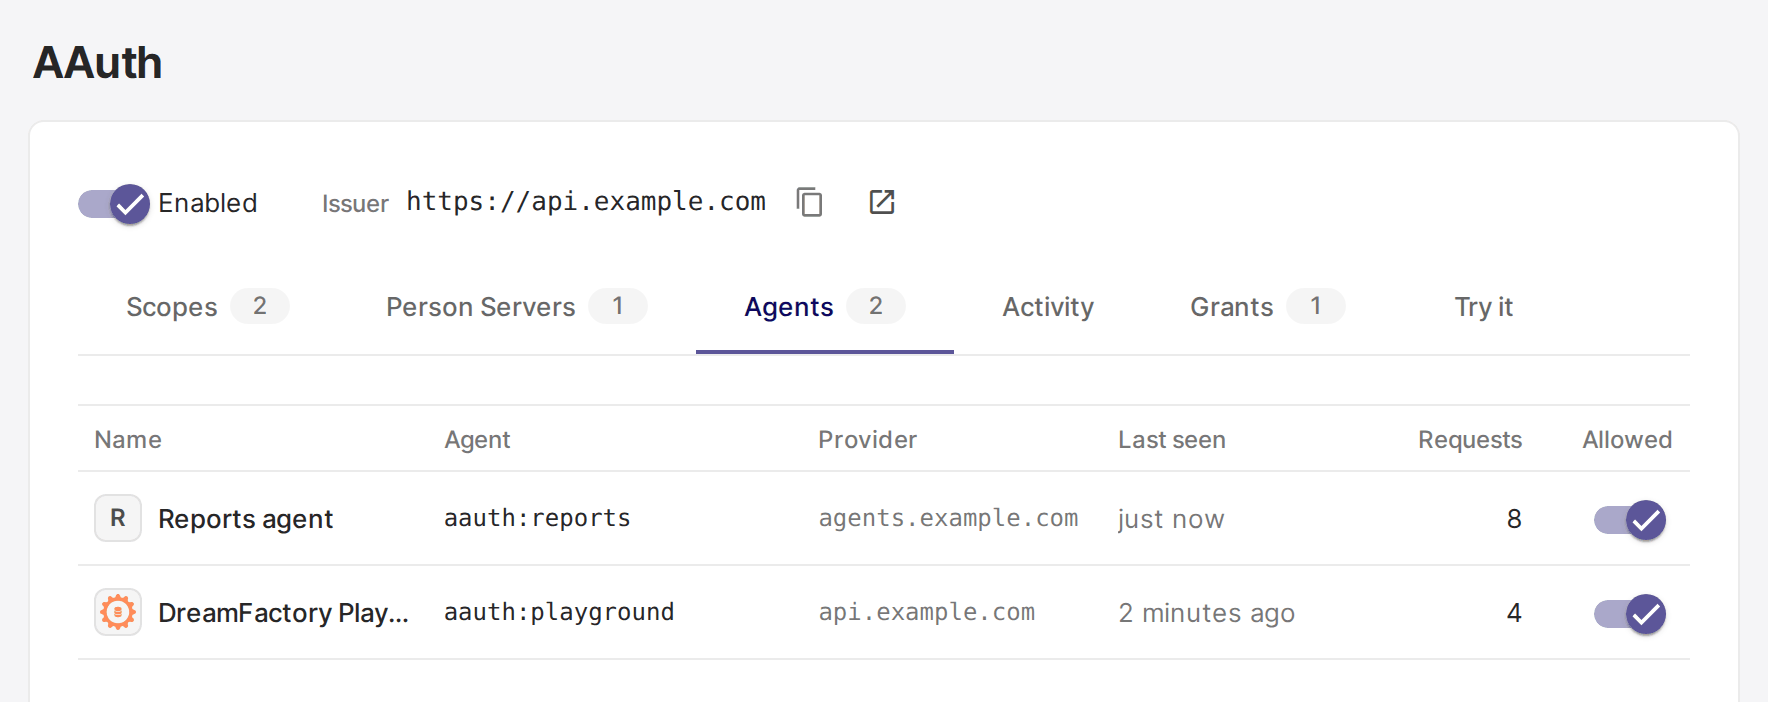 AAuth
Enabled Issuer https://api.example.com
Scopes 2 Person Servers 1 Agents 2 Activity Grants 1 Try it
Name Agent Provider Last seen Requests Allowed
R Reports agent aauth:reports agents.example.com just now 8
DreamFactory Play... aauth:playground api.example.com 2 minutes ago 4